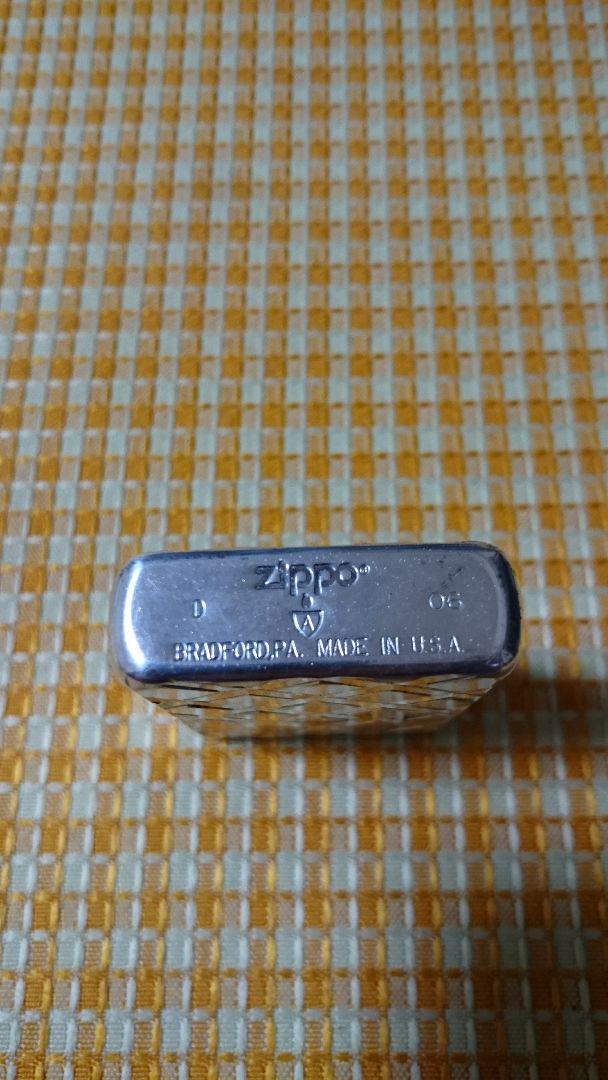 zippo®
D A 06
BRADFORD,PA. MADE IN U.S.A.